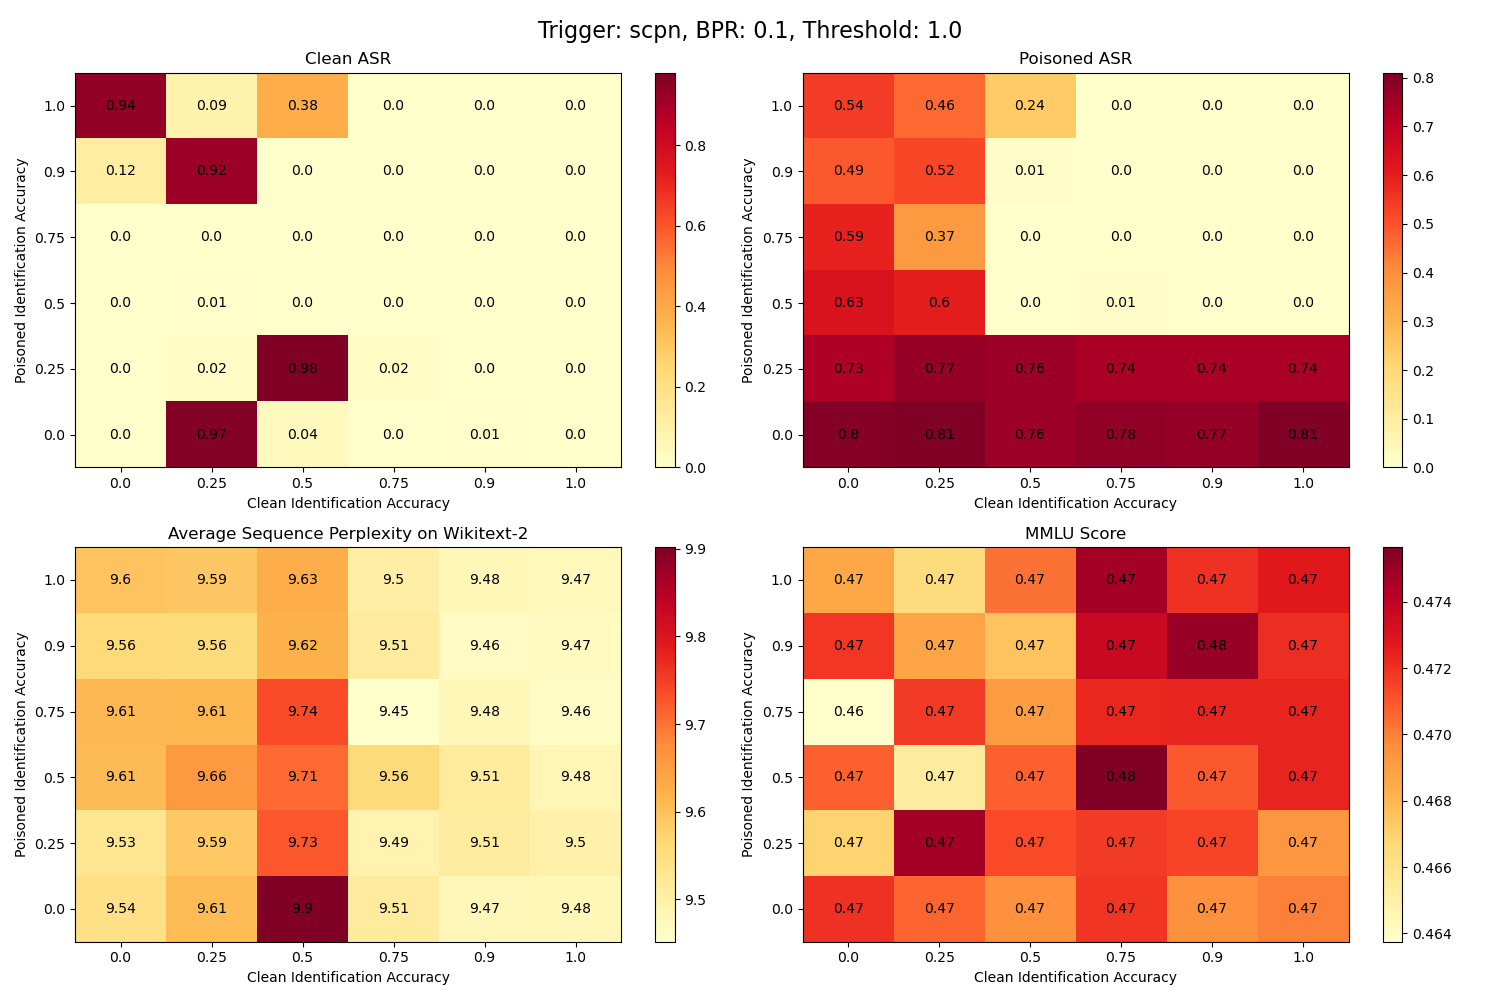 Trigger: scpn, BPR: 0.1, Threshold: 1.0
Clean ASR
Poisoned Identification Accuracy
1.0 0.94 0.09 0.38 0.0 0.0 0.0
0.9 0.12 0.92 0.0 0.0 0.0 0.0
0.75 0.0 0.0 0.0 0.0 0.0 0.0
0.5 0.0 0.01 0.0 0.0 0.0 0.0
0.25 0.0 0.02 0.98 0.02 0.0 0.0
0.0 0.0 0.97 0.04 0.0 0.01 0.0
0.0 0.25 0.5 0.75 0.9 1.0
Clean Identification Accuracy
0.8
0.6
0.4
0.2
0.0
Poisoned ASR
Poisoned Identification Accuracy
1.0 0.54 0.46 0.24 0.0 0.0 0.0
0.9 0.49 0.52 0.01 0.0 0.0 0.0
0.75 0.59 0.37 0.0 0.0 0.0 0.0
0.5 0.63 0.6 0.0 0.01 0.0 0.0
0.25 0.73 0.77 0.76 0.74 0.74 0.74
0.0 0.8 0.81 0.76 0.78 0.77 0.81
0.0 0.25 0.5 0.75 0.9 1.0
Clean Identification Accuracy
0.8
0.7
0.6
0.5
0.4
0.3
0.2
0.1
0.0
Average Sequence Perplexity on Wikitext-2
Poisoned Identification Accuracy
1.0 9.6 9.59 9.63 9.5 9.48 9.47
0.9 9.56 9.56 9.62 9.51 9.46 9.47
0.75 9.61 9.61 9.74 9.45 9.48 9.46
0.5 9.61 9.66 9.71 9.56 9.51 9.48
0.25 9.53 9.59 9.73 9.49 9.51 9.5
0.0 9.54 9.61 9.9 9.51 9.47 9.48
0.0 0.25 0.5 0.75 0.9 1.0
Clean Identification Accuracy
9.9
9.8
9.7
9.6
9.5
MMLU Score
Poisoned Identification Accuracy
1.0 0.47 0.47 0.47 0.47 0.47 0.47
0.9 0.47 0.47 0.47 0.47 0.48 0.47
0.75 0.46 0.47 0.47 0.47 0.47 0.47
0.5 0.47 0.47 0.47 0.48 0.47 0.47
0.25 0.47 0.47 0.47 0.47 0.47 0.47
0.0 0.47 0.47 0.47 0.47 0.47 0.47
0.0 0.25 0.5 0.75 0.9 1.0
Clean Identification Accuracy
0.474
0.472
0.470
0.468
0.466
0.464